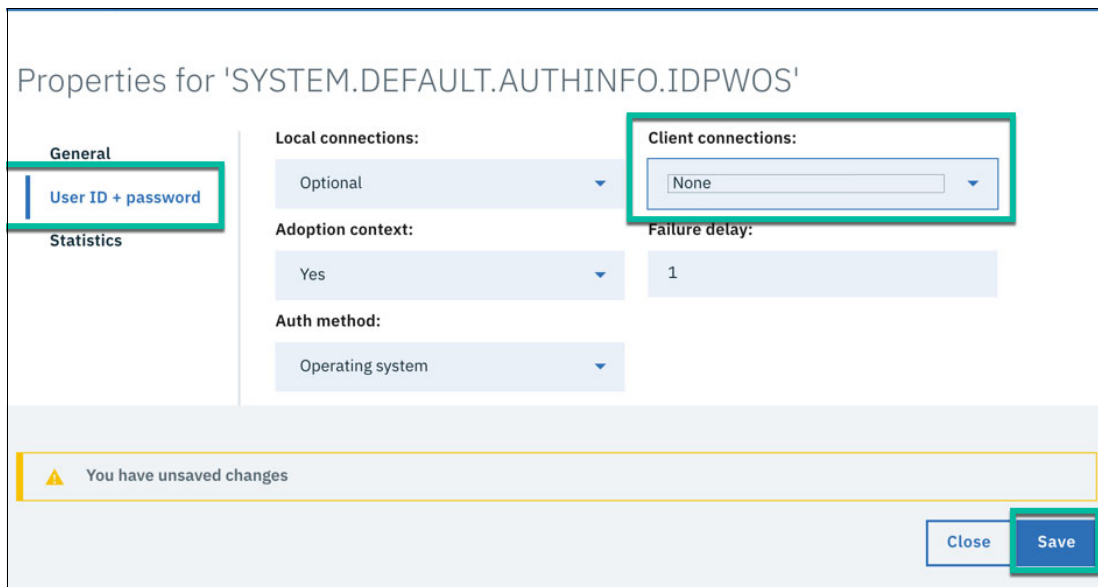 Properties for 'SYSTEM.DEFAULT.AUTHINFO.IDPWOS'
General
User ID + password
Statistics
Local connections:
Optional
Client connections:
None
Adoption context:
Yes
Failure delay:
1
Auth method:
Operating system
You have unsaved changes
Close
Save